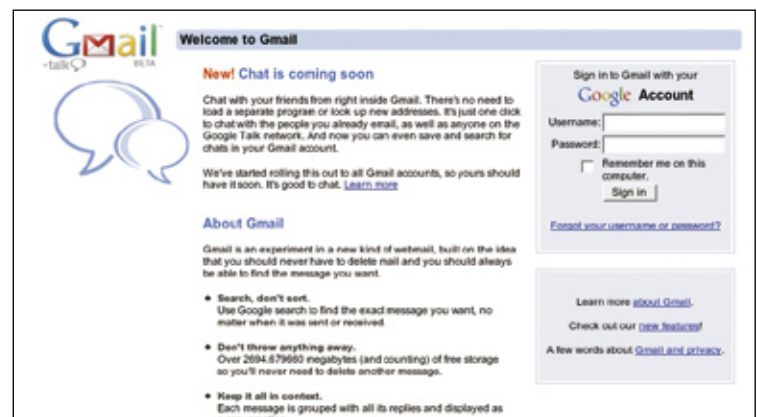 Gmail
+talk BETA
Welcome to Gmail
New! Chat is coming soon
Chat with your friends from right inside Gmail. There's no need to
load a separate program or look up new addresses. It's just one click
to chat with the people you already email, as well as anyone on the
Google Talk network. And now you can even save and search for
chats in your Gmail account.
We've started rolling this out to all Gmail accounts, so yours should
have it soon. It's good to chat. Learn more
About Gmail
Gmail is an experiment in a new kind of webmail, built on the idea
that you should never have to delete mail and you should always
be able to find the message you want.
Search, don't sort.
Use Google search to find the exact message you want, no
matter when it was sent or received.
Don't throw anything away.
Over 2694.679660 megabytes (and counting) of free storage
so you'll never need to delete another message.
Keep it all in context.
Each message is grouped with all its replies and displayed as
Sign in to Gmail with your
Google Account
Username:
Password:
Remember me on this
computer.
Sign in
Forgot your username or password?
Learn more about Gmail.
Check out our new features!
A few words about Gmail and privacy.